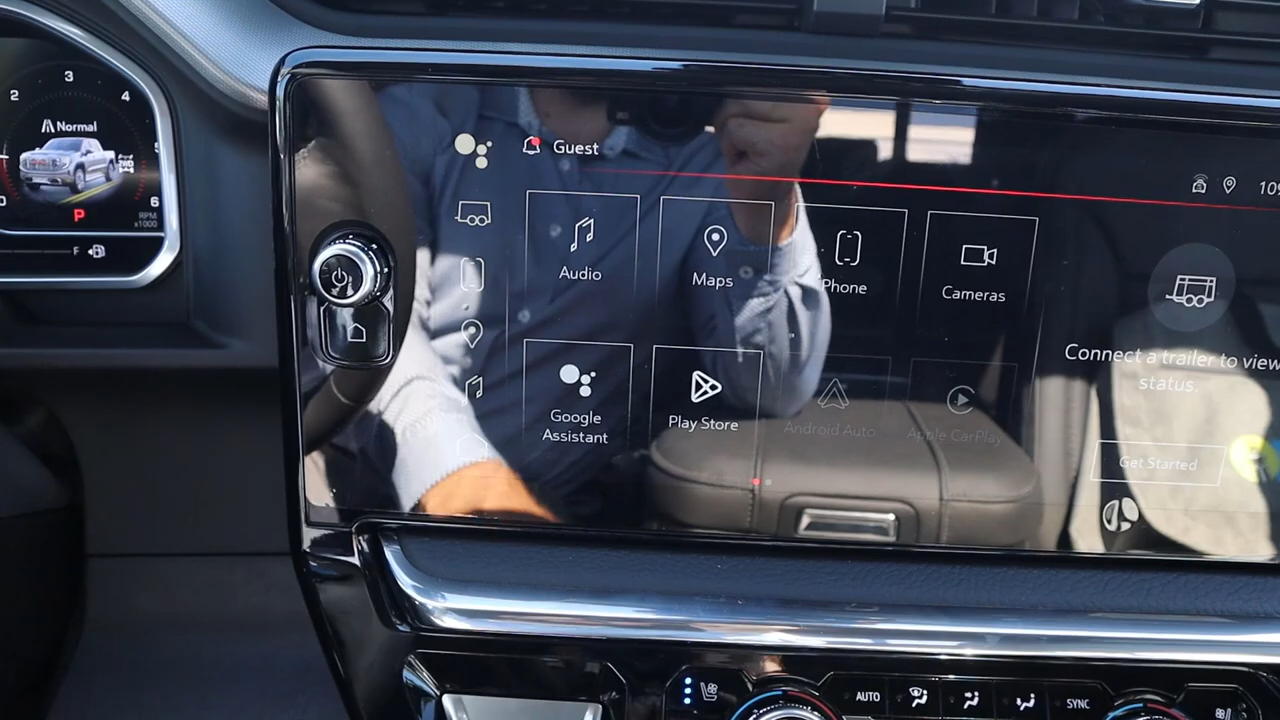 3
2
4
Normal
5
0
6
P
RPM
x1000
F
Guest
Audio
Maps
Phone
Cameras
Google
Assistant
Play Store
Android Auto
Apple CarPlay
Connect a trailer to view
status.
Get Started
AUTO
SYNC